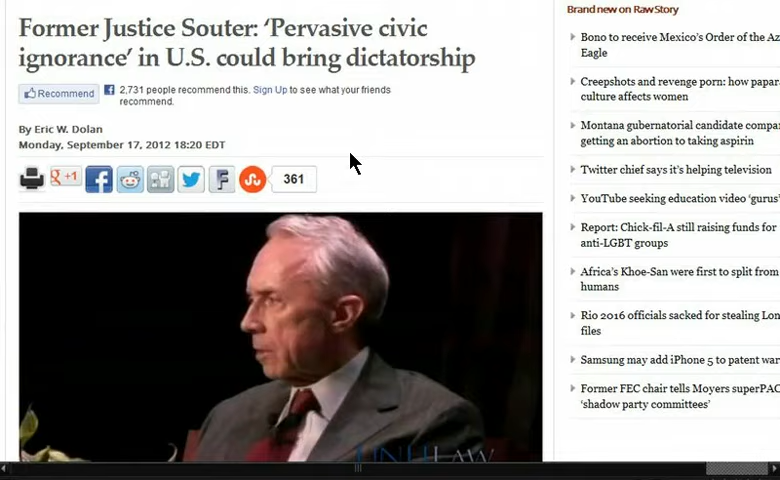 Former Justice Souter: ‘Pervasive civic
ignorance’ in U.S. could bring dictatorship
Recommend
2,731 people recommend this. Sign Up to see what your friends
recommend.
By Eric W. Dolan
Monday, September 17, 2012 18:20 EDT
+1
361
UNH LAW
Brand new on Raw Story
Bono to receive Mexico’s Order of the Az
Eagle
Creepshots and revenge porn: how papar
culture affects women
Montana gubernatorial candidate compa
getting an abortion to taking aspirin
Twitter chief says it’s helping television
YouTube seeking education video ‘gurus’
Report: Chick-fil-A still raising funds for
anti-LGBT groups
Africa’s Khoe-San were first to split from
humans
Rio 2016 officials sacked for stealing Lon
files
Samsung may add iPhone 5 to patent war
Former FEC chair tells Moyers superPAC
‘shadow party committees’